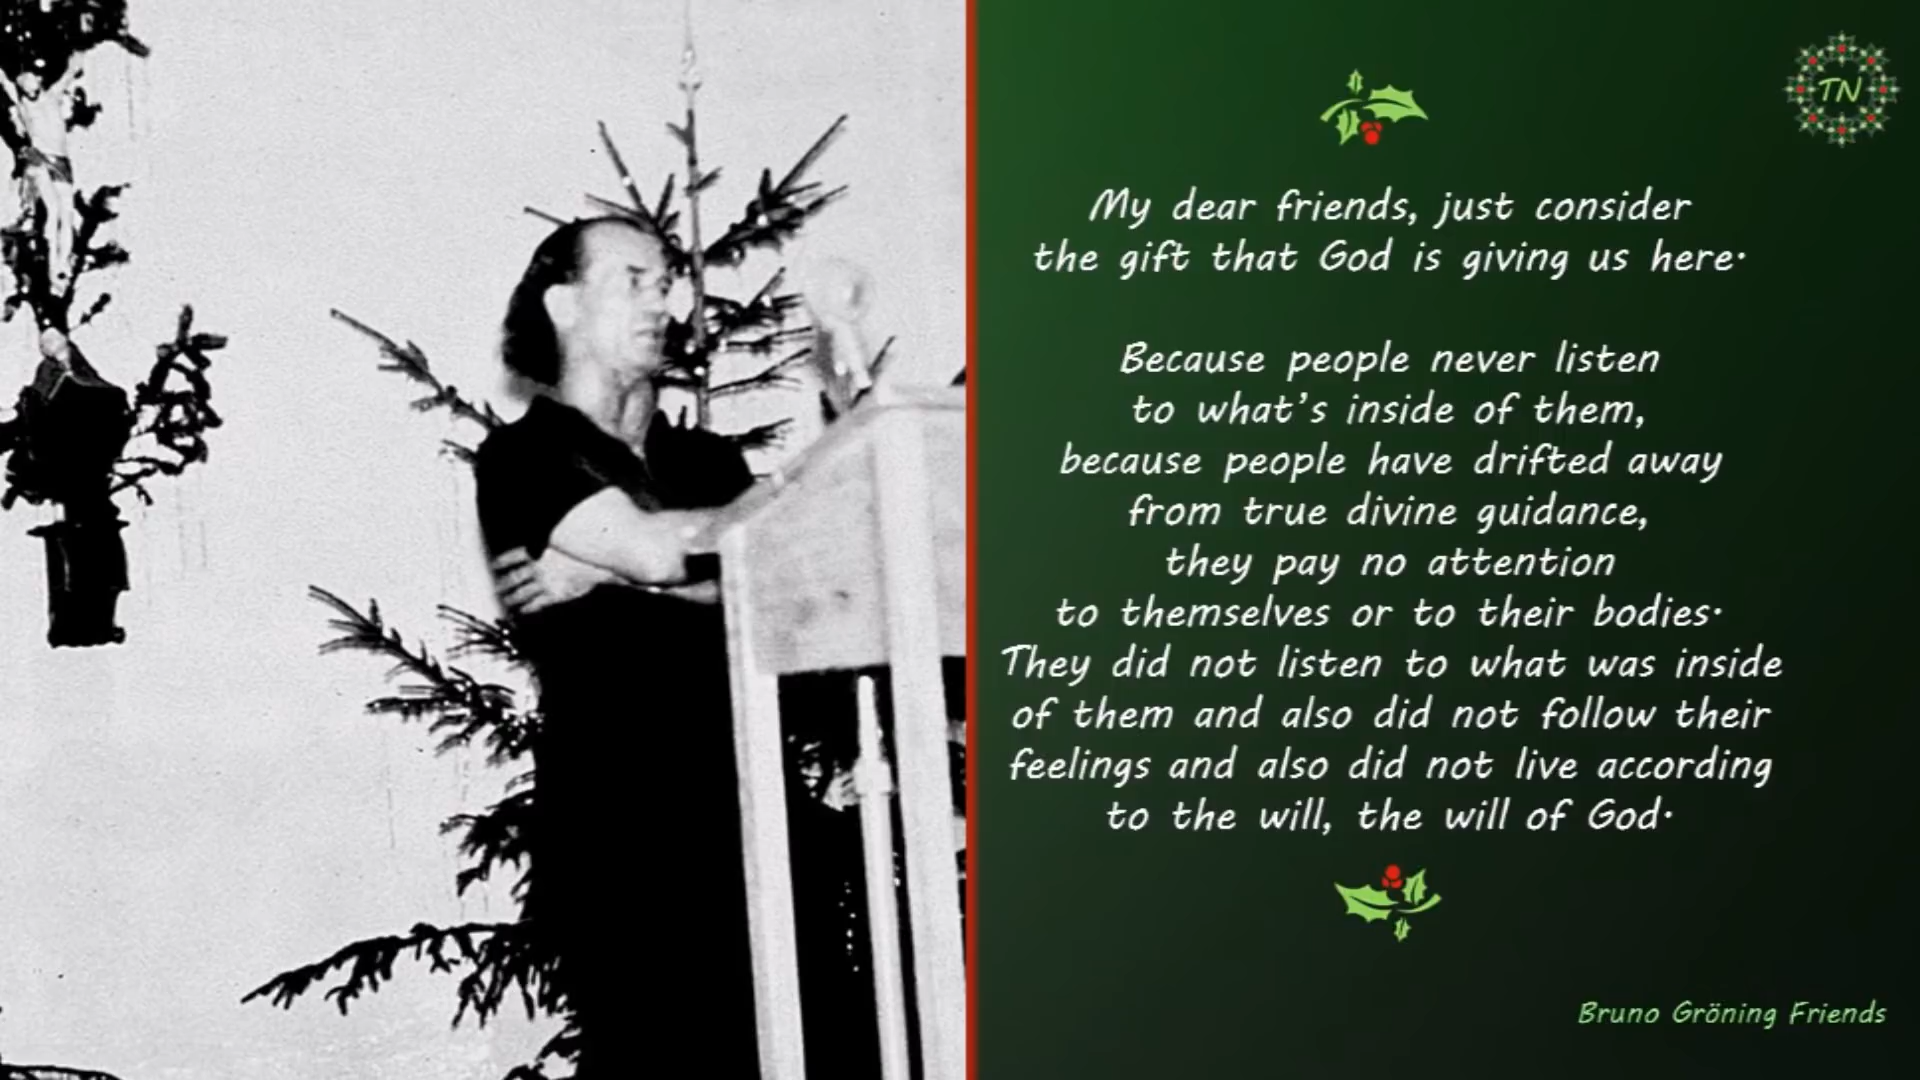 TN
My dear friends, just consider
the gift that God is giving us here.
Because people never listen
to what's inside of them,
because people have drifted away
from true divine guidance,
they pay no attention
to themselves or to their bodies.
They did not listen to what was inside
of them and also did not follow their
feelings and also did not live according
to the will, the will of God.
Bruno Gröning Friends